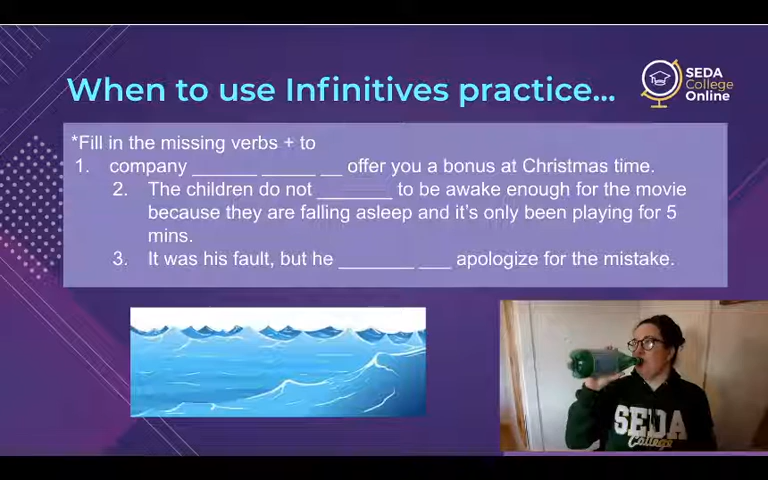 When to use Infinitives practice...
SEDA
College
Online
*Fill in the missing verbs + to
1. company ______ _____ __ offer you a bonus at Christmas time.
2. The children do not _______ to be awake enough for the movie
because they are falling asleep and it's only been playing for 5
mins.
3. It was his fault, but he _______ ___ apologize for the mistake.
SEDA
College